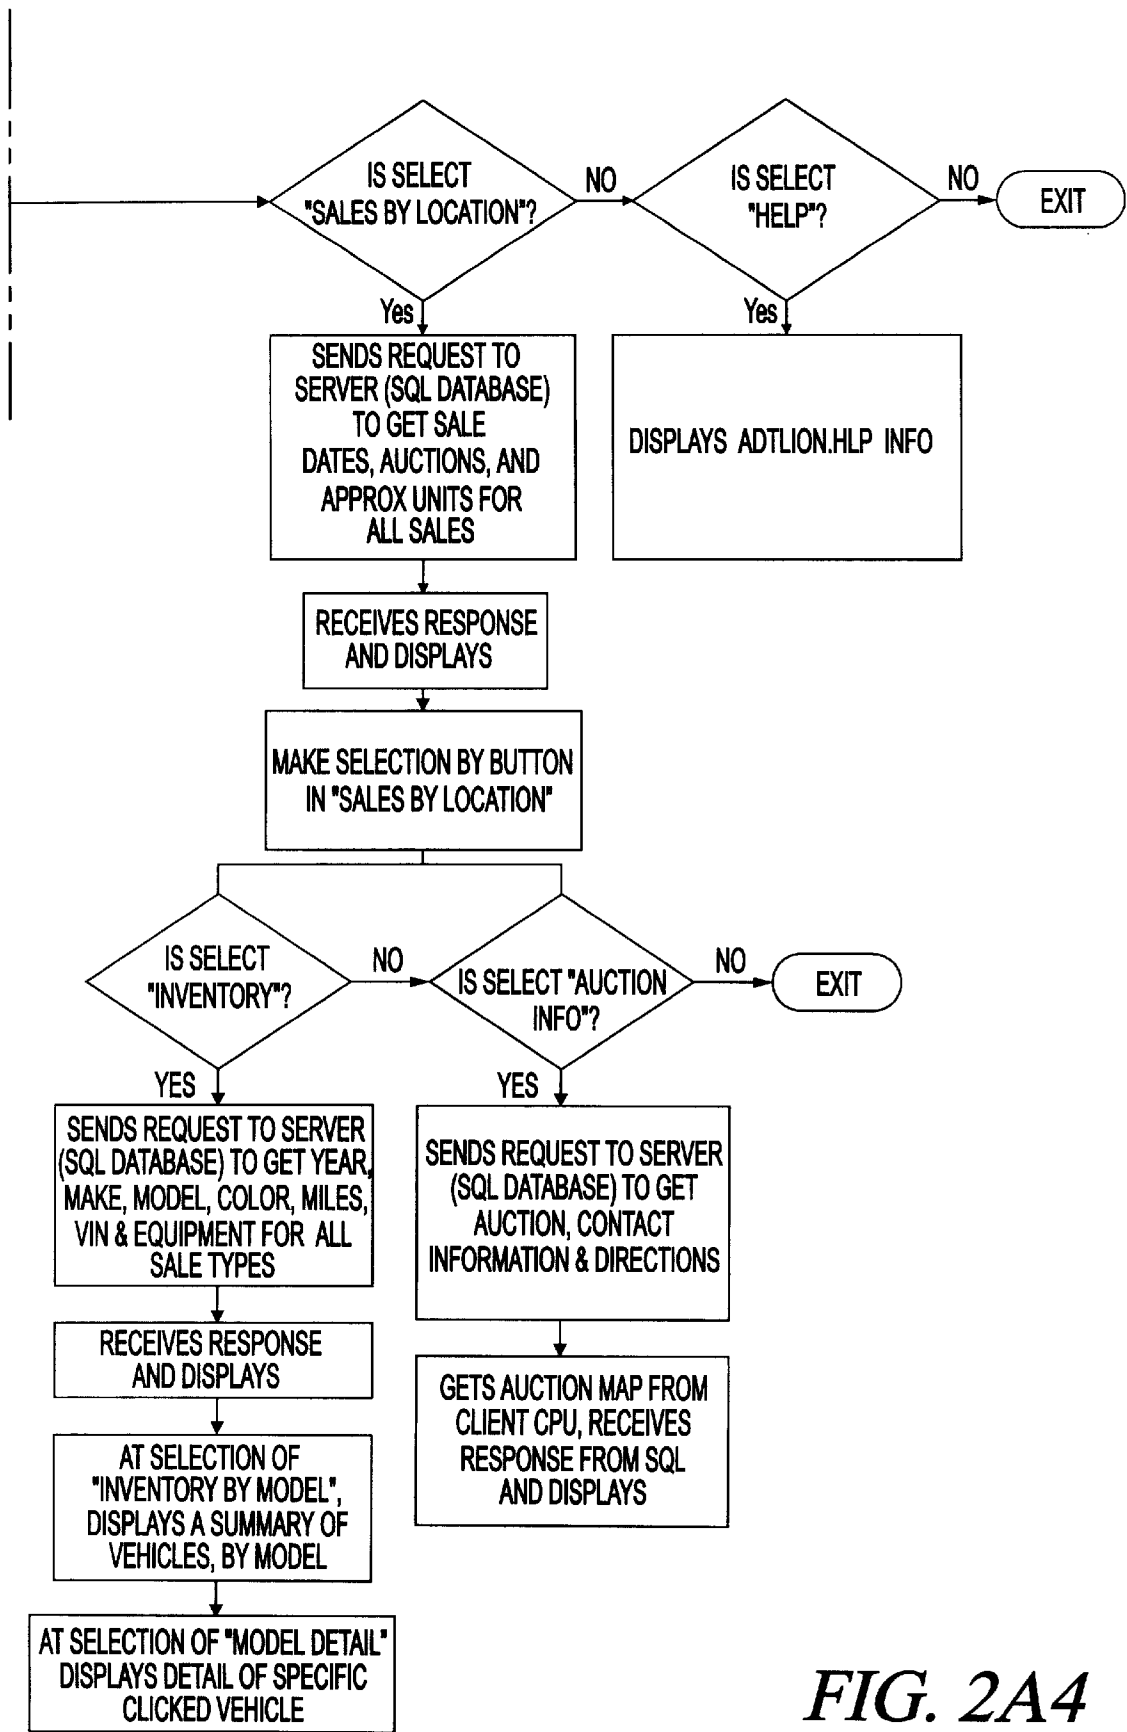 IS SELECT
"SALES BY LOCATION"?
NO
IS SELECT
"HELP"?
NO
EXIT
Yes
Yes
SENDS REQUEST TO
SERVER (SQL DATABASE)
TO GET SALE
DATES, AUCTIONS, AND
APPROX UNITS FOR
ALL SALES
DISPLAYS ADTLION.HLP INFO
RECEIVES RESPONSE
AND DISPLAYS
MAKE SELECTION BY BUTTON
IN "SALES BY LOCATION"
IS SELECT
"INVENTORY"?
NO
IS SELECT "AUCTION
INFO"?
NO
EXIT
YES
YES
SENDS REQUEST TO SERVER
(SQL DATABASE) TO GET YEAR,
MAKE, MODEL, COLOR, MILES,
VIN & EQUIPMENT FOR ALL
SALE TYPES
SENDS REQUEST TO SERVER
(SQL DATABASE) TO GET
AUCTION, CONTACT
INFORMATION & DIRECTIONS
RECEIVES RESPONSE
AND DISPLAYS
GETS AUCTION MAP FROM
CLIENT CPU, RECEIVES
RESPONSE FROM SQL
AND DISPLAYS
AT SELECTION OF
"INVENTORY BY MODEL",
DISPLAYS A SUMMARY OF
VEHICLES, BY MODEL
AT SELECTION OF "MODEL DETAIL"
DISPLAYS DETAIL OF SPECIFIC
CLICKED VEHICLE
FIG. 2A4